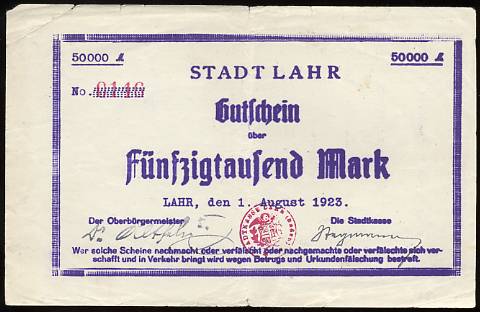 50000 ℳ 50000 ℳ
STADT LAHR
No. 0146
Gutschein
über
Fünfzigtausend Mark
LAHR, den 1. August 1923.
Der Oberbürgermeister Die Stadtkasse
Wer solche Scheine nachmacht oder verfälscht oder nachgemachte oder verfälschte sich ver-
schafft und in Verkehr bringt wird wegen Betrugs und Urkundenfälschung bestraft.